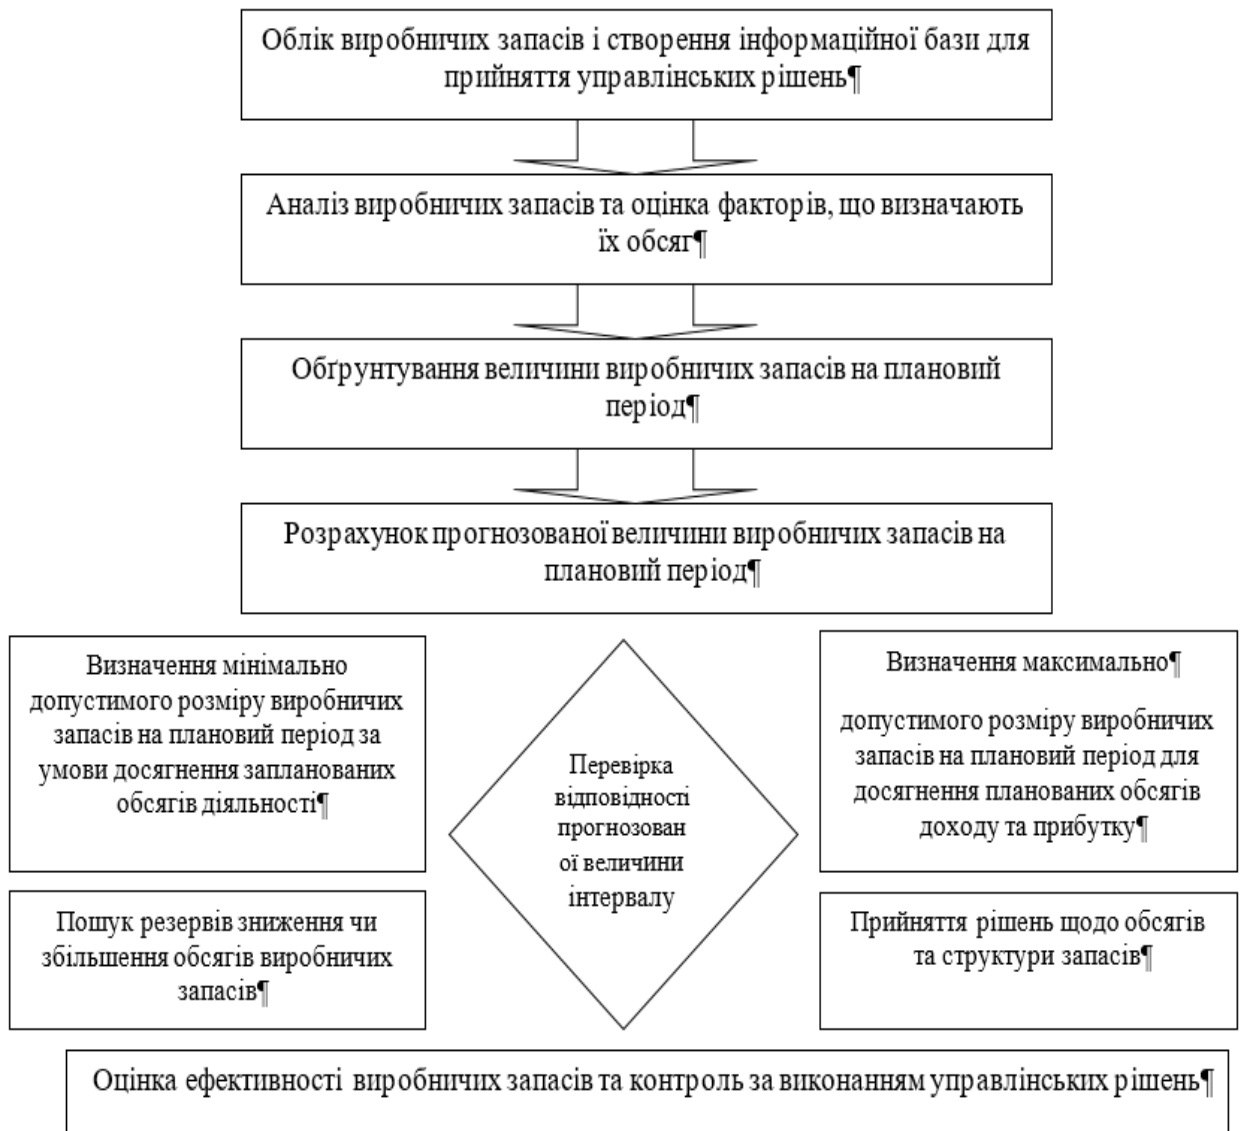 Облік виробничих запасів і створення інформаційної бази для
прийняття управлінських рішень¶
Аналіз виробничих запасів та оцінка факторів, що визначають
їх обсяг¶
Обґрунтування величини виробничих запасів на плановий
період¶
Розрахунок прогнозованої величини виробничих запасів на
плановий період¶
Визначення мінімально
допустимого розміру виробничих
запасів на плановий період за
умови досягнення запланованих
обсягів діяльності¶
Перевірка
відповідності
прогнозован
ої величини
інтервалу
Визначення максимально¶
допустимого розміру виробничих
запасів на плановий період для
досягнення планованих обсягів
доходу та прибутку¶
Пошук резервів зниження чи
збільшення обсягів виробничих
запасів¶
Прийняття рішень щодо обсягів
та структури запасів¶
Оцінка ефективності виробничих запасів та контроль за виконанням управлінських рішень¶